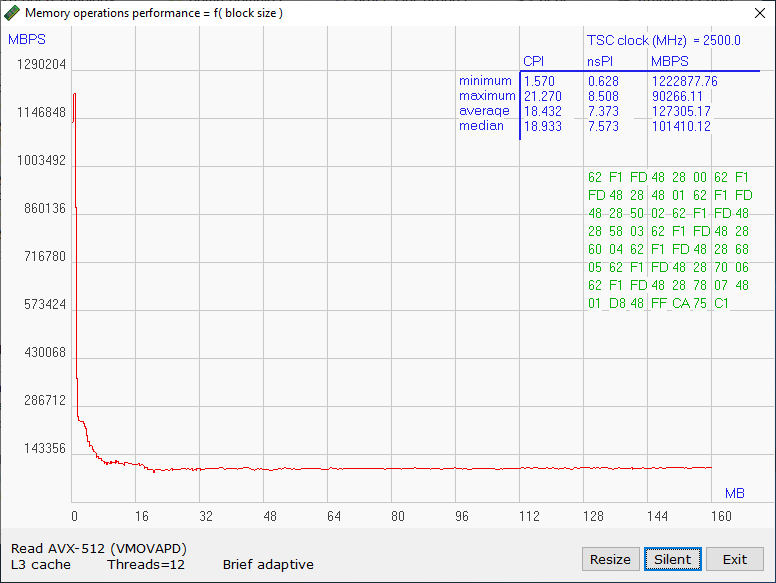 Memory operations performance = f( block size )
MBPS
TSC clock (MHz) = 2500.0
CPI nsPI MBPS
minimum 1.570 0.628 1222877.76
maximum 21.270 8.508 90266.11
average 18.432 7.373 127305.17
median 18.933 7.573 101410.12
1290204
1146848
1003492
860136
716780
573424
430068
286712
143356
62 F1 FD 48 28 00 62 F1
FD 48 28 48 01 62 F1 FD
48 28 50 02 62 F1 FD 48
28 58 03 62 F1 FD 48 28
60 04 62 F1 FD 48 28 68
05 62 F1 FD 48 28 70 06
62 F1 FD 48 28 78 07 48
01 D8 48 FF CA 75 C1
MB
0 16 32 48 64 80 96 112 128 144 160
Read AVX-512 (VMOVAPD)
L3 cache Threads=12 Brief adaptive
Resize Silent Exit